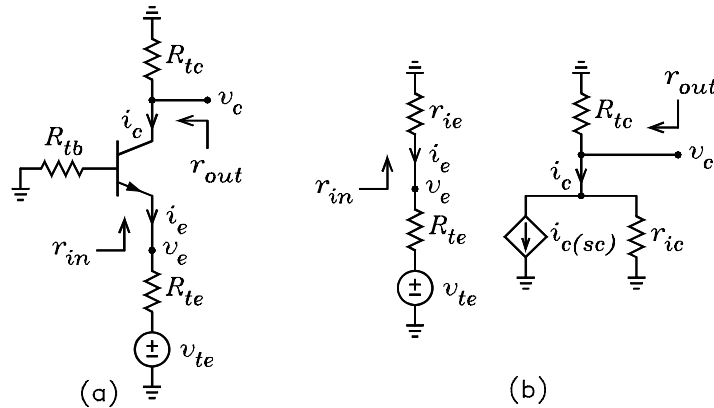 R_tc
v_c
i_c
R_tb
r_out
i_e
r_in
v_e
R_te
±
v_te
(a)
r_ie
i_e
r_in
v_e
R_te
±
v_te
r_out
R_tc
v_c
i_c
i_c(sc)
r_ic
(b)